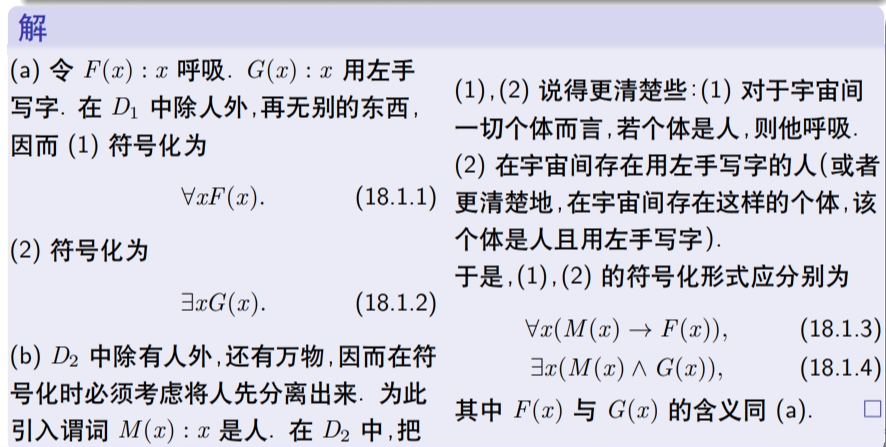 解
(a) 令 F(x) : x 呼吸. G(x) : x 用左手
写字. 在 D₁ 中除人外,再无别的东西,
因而 (1) 符号化为
∀xF(x). (18.1.1)
(2) 符号化为
∃xG(x). (18.1.2)
(b) D₂ 中除有人外,还有万物,因而在符
号化时必须考虑将人先分离出来. 为此
引入谓词 M(x) : x 是人. 在 D₂ 中,把
(1),(2) 说得更清楚些:(1) 对于宇宙间
一切个体而言,若个体是人,则他呼吸.
(2) 在宇宙间存在用左手写字的人(或者
更清楚地,在宇宙间存在这样的个体,该
个体是人且用左手写字).
于是,(1),(2) 的符号化形式应分别为
∀x(M(x) → F(x)), (18.1.3)
∃x(M(x) ∧ G(x)), (18.1.4)
其中 F(x) 与 G(x) 的含义同 (a). □